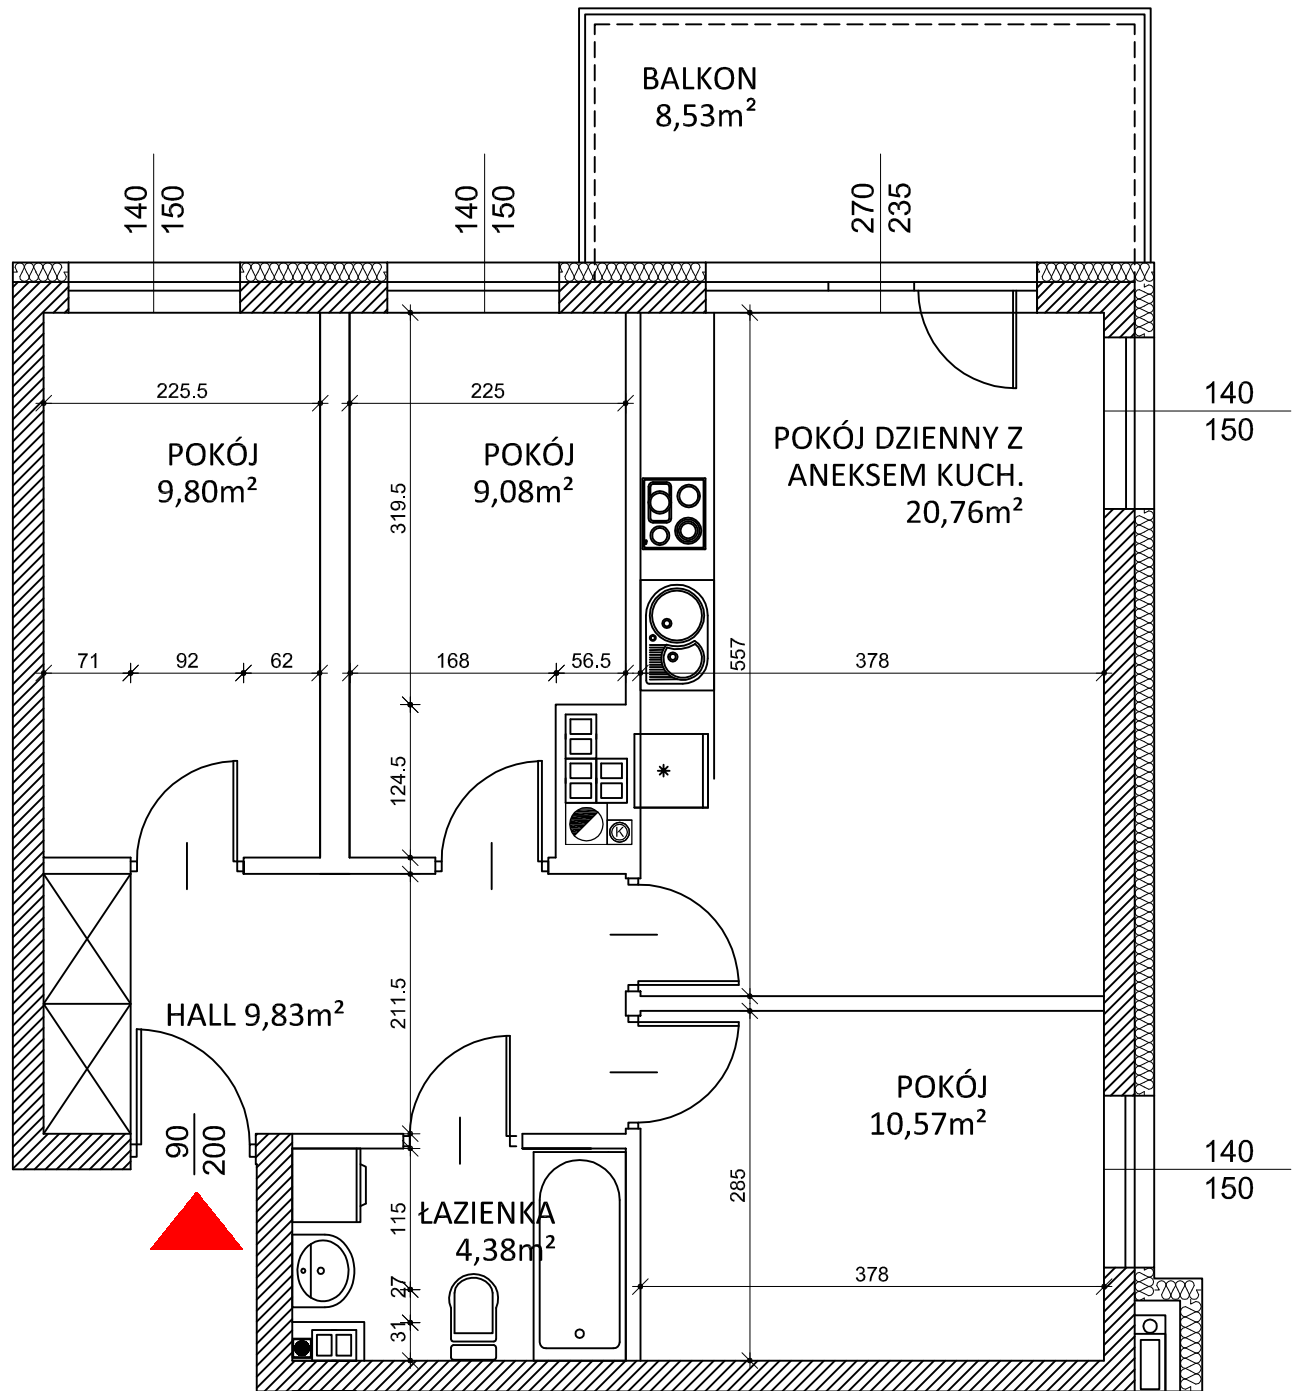 BALKON
8,53m²
140
150
140
150
270
235
225.5
225
POKÓJ
9,80m²
POKÓJ
9,08m²
POKÓJ DZIENNY Z
ANEKSEM KUCH.
20,76m²
140
150
319.5
71
92
62
168
56.5
557
378
124.5
K
HALL 9,83m²
211.5
POKÓJ
10,57m²
90
200
140
150
ŁAZIENKA
4,38m²
115
285
27
378
31